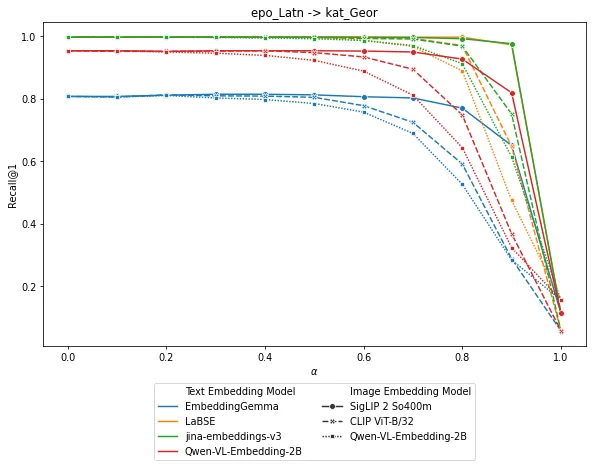 epo_Latn -> kat_Geor
Recall@1
1.0
0.8
0.6
0.4
0.2
0.0 0.2 0.4 0.6 0.8 1.0
α
Text Embedding Model Image Embedding Model
EmbeddingGemma SigLIP 2 So400m
LaBSE CLIP ViT-B/32
jina-embeddings-v3 Qwen-VL-Embedding-2B
Qwen-VL-Embedding-2B